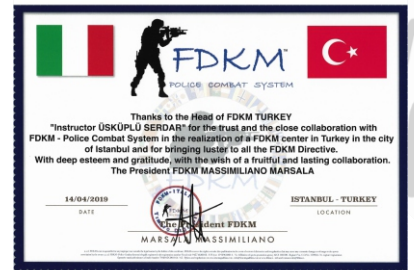 FDKM™
POLICE COMBAT SYSTEM
Thanks to the Head of FDKM TURKEY
"Instructor ÜSKÜPLÜ SERDAR" for the trust and the close collaboration with
FDKM - Police Combat System in the realization of a FDKM center in Turkey in the city
of Istanbul and for bringing luster to all the FDKM Directive.
With deep esteem and gratitude, with the wish of a fruitful and lasting collaboration.
The President FDKM MASSIMILIANO MARSALA
14/04/2019
DATE
ISTANBUL - TURKEY
LOCATION
The President FDKM
MARSALA MASSIMILIANO